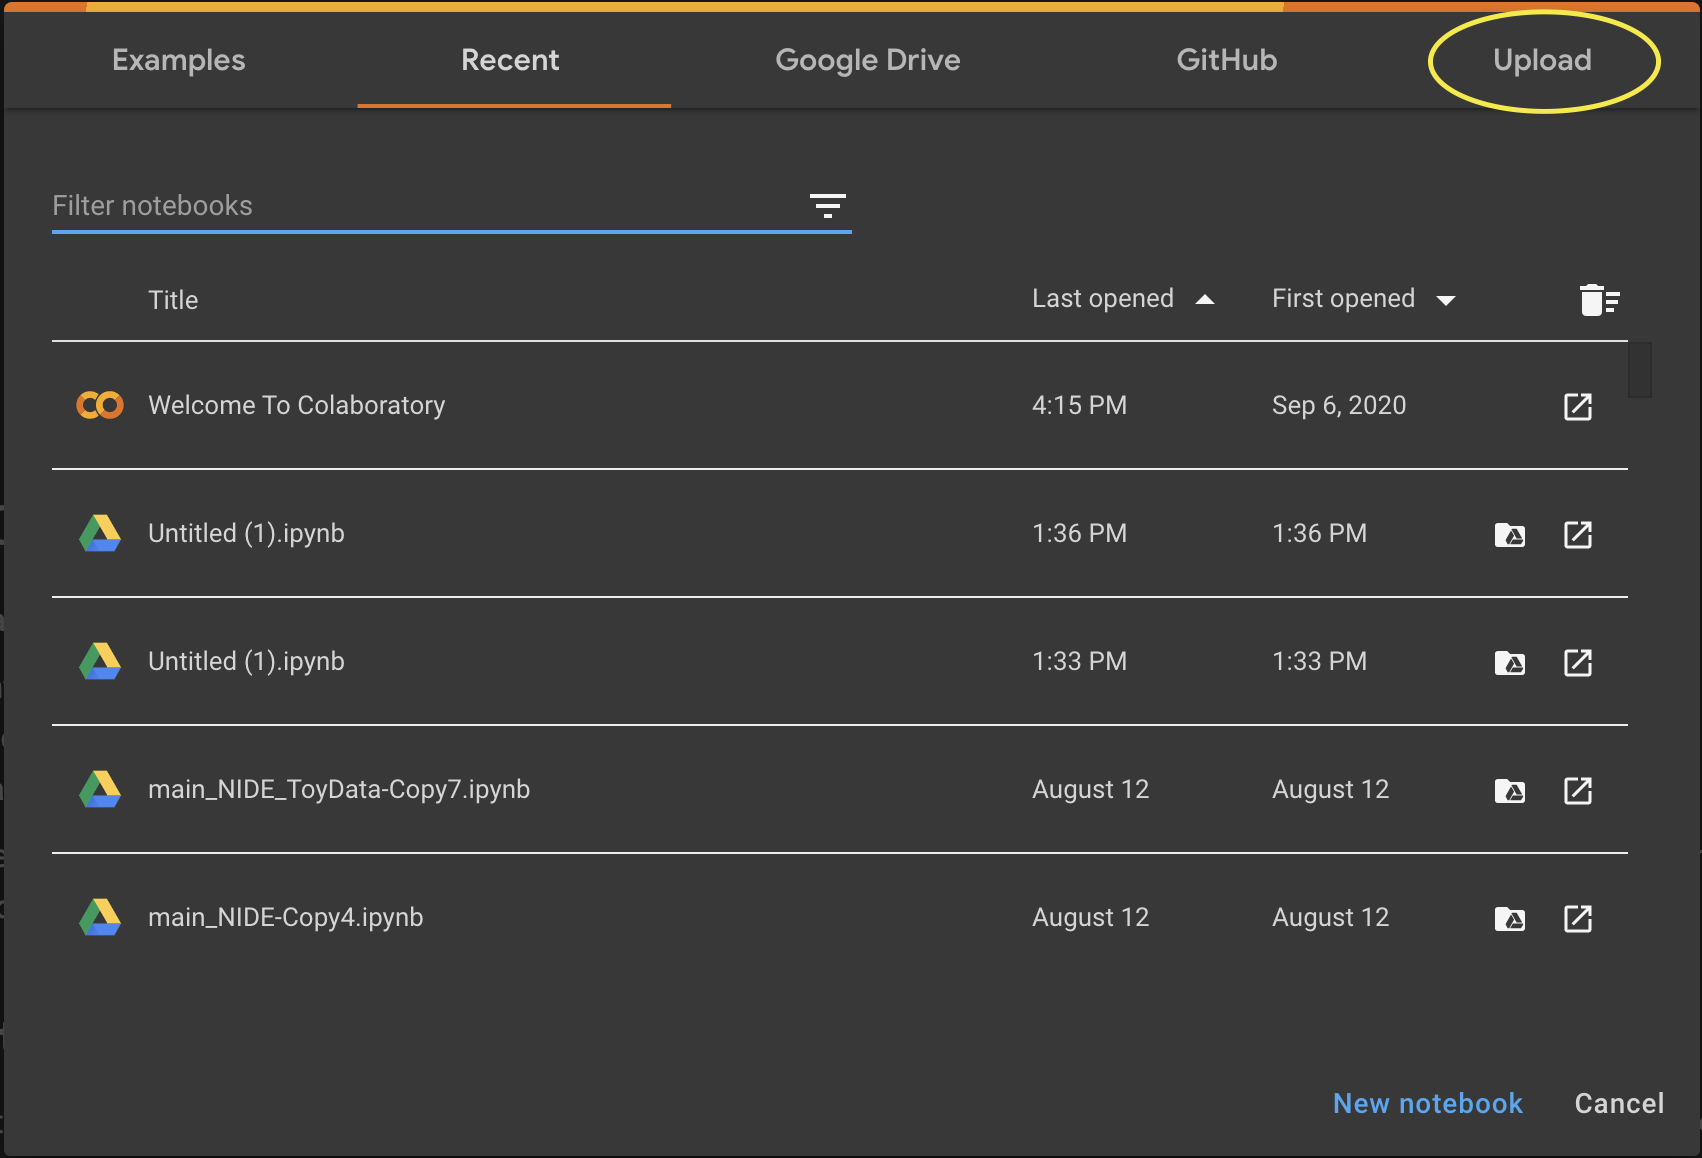 Examples Recent Google Drive GitHub Upload
Filter notebooks
Title Last opened First opened
Welcome To Colaboratory 4:15 PM Sep 6, 2020
Untitled (1).ipynb 1:36 PM 1:36 PM
Untitled (1).ipynb 1:33 PM 1:33 PM
main_NIDE_ToyData-Copy7.ipynb August 12 August 12
main_NIDE-Copy4.ipynb August 12 August 12
New notebook Cancel